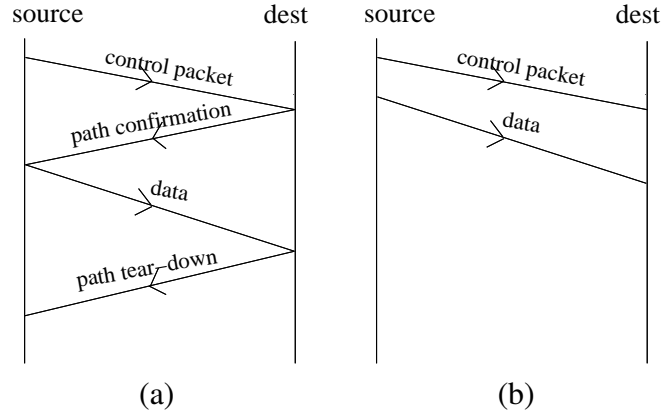 source dest
control packet
path confirmation
data
path tear–down
(a)
source dest
control packet
data
(b)